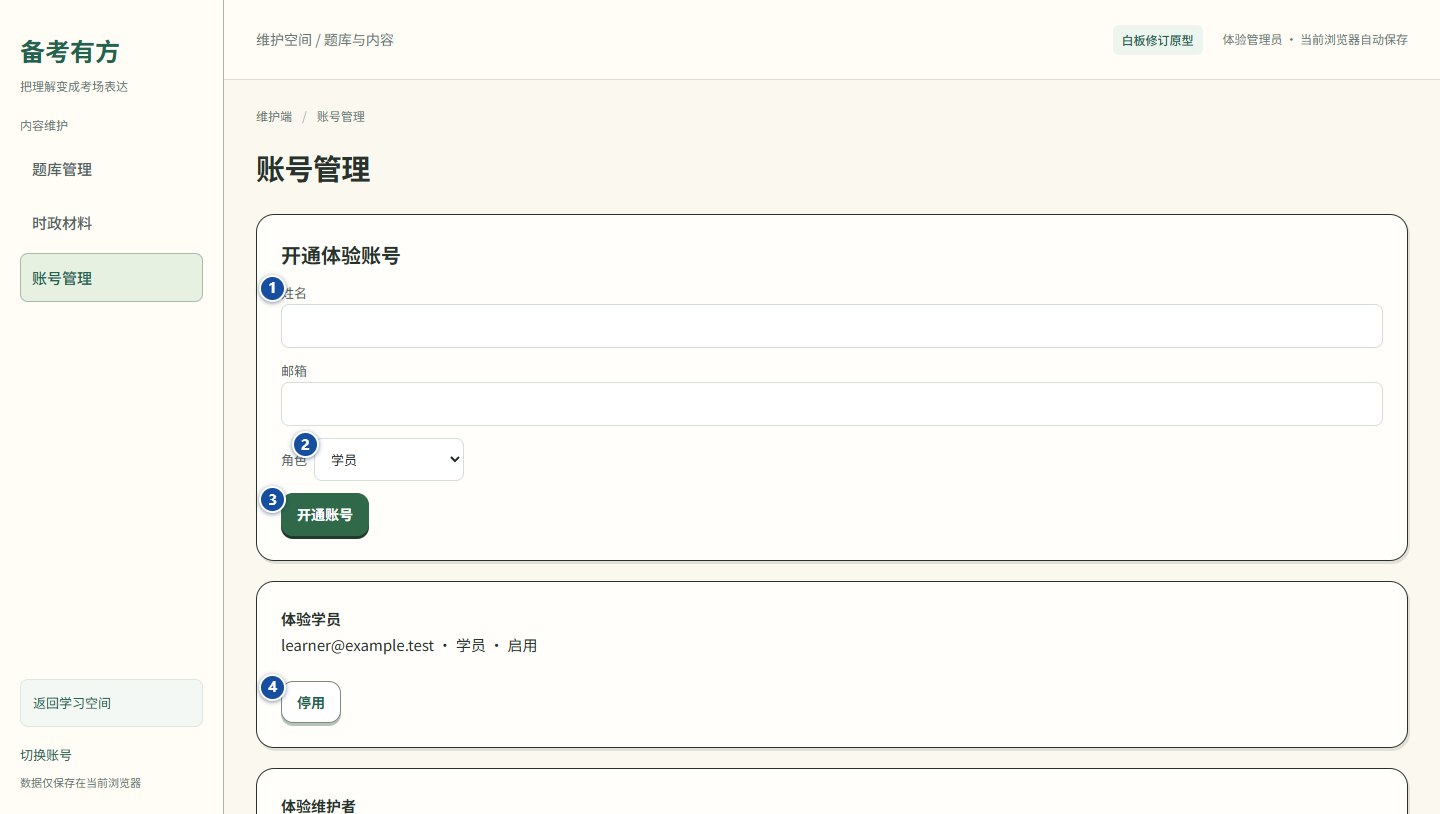 备考有方
把理解变成考场表达
内容维护
题库管理
时政材料
账号管理
返回学习空间
切换账号
数据仅保存在当前浏览器
维护空间 / 题库与内容
白板修订原型
体验管理员 · 当前浏览器自动保存
维护端 / 账号管理
账号管理
开通体验账号
1
姓名
邮箱
2
角色 学员
3
开通账号
体验学员
learner@example.test · 学员 · 启用
4
停用
体验维护者